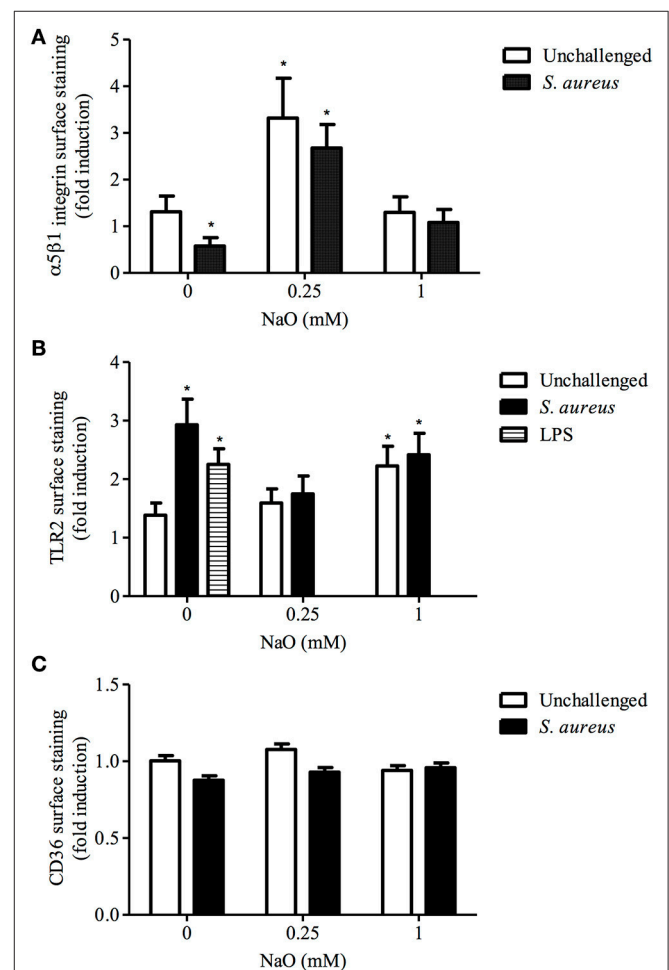 A
α5β1 integrin surface staining
(fold induction)
5
4
3
2
1
0
*
*
*
0
0.25
1
NaO (mM)
Unchallenged
S. aureus
B
TLR2 surface staining
(fold induction)
4
3
2
1
0
*
*
*
*
0
0.25
1
NaO (mM)
Unchallenged
S. aureus
LPS
C
CD36 surface staining
(fold induction)
1.5
1.0
0.5
0.0
0
0.25
1
NaO (mM)
Unchallenged
S. aureus